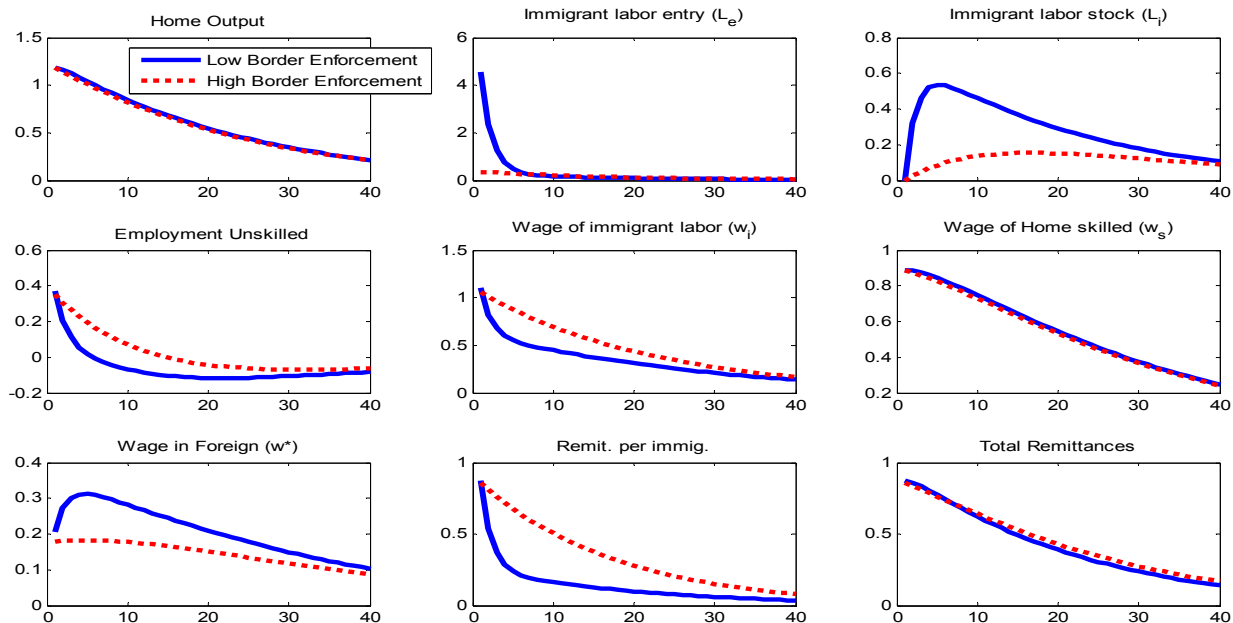 Home Output
Immigrant labor entry (L_e)
Immigrant labor stock (L_i)
1.5
1
0.5
0
0 10 20 30 40
Low Border Enforcement
High Border Enforcement
6
4
2
0
0 10 20 30 40
0.8
0.6
0.4
0.2
0
0 10 20 30 40
Employment Unskilled
Wage of immigrant labor (w_i)
Wage of Home skilled (w_s)
0.6
0.4
0.2
0
-0.2
0 10 20 30 40
1.5
1
0.5
0
0 10 20 30 40
1
0.8
0.6
0.4
0.2
0 10 20 30 40
Wage in Foreign (w*)
Remit. per immig.
Total Remittances
0.4
0.3
0.2
0.1
0
0 10 20 30 40
1
0.5
0
0 10 20 30 40
1
0.5
0
0 10 20 30 40